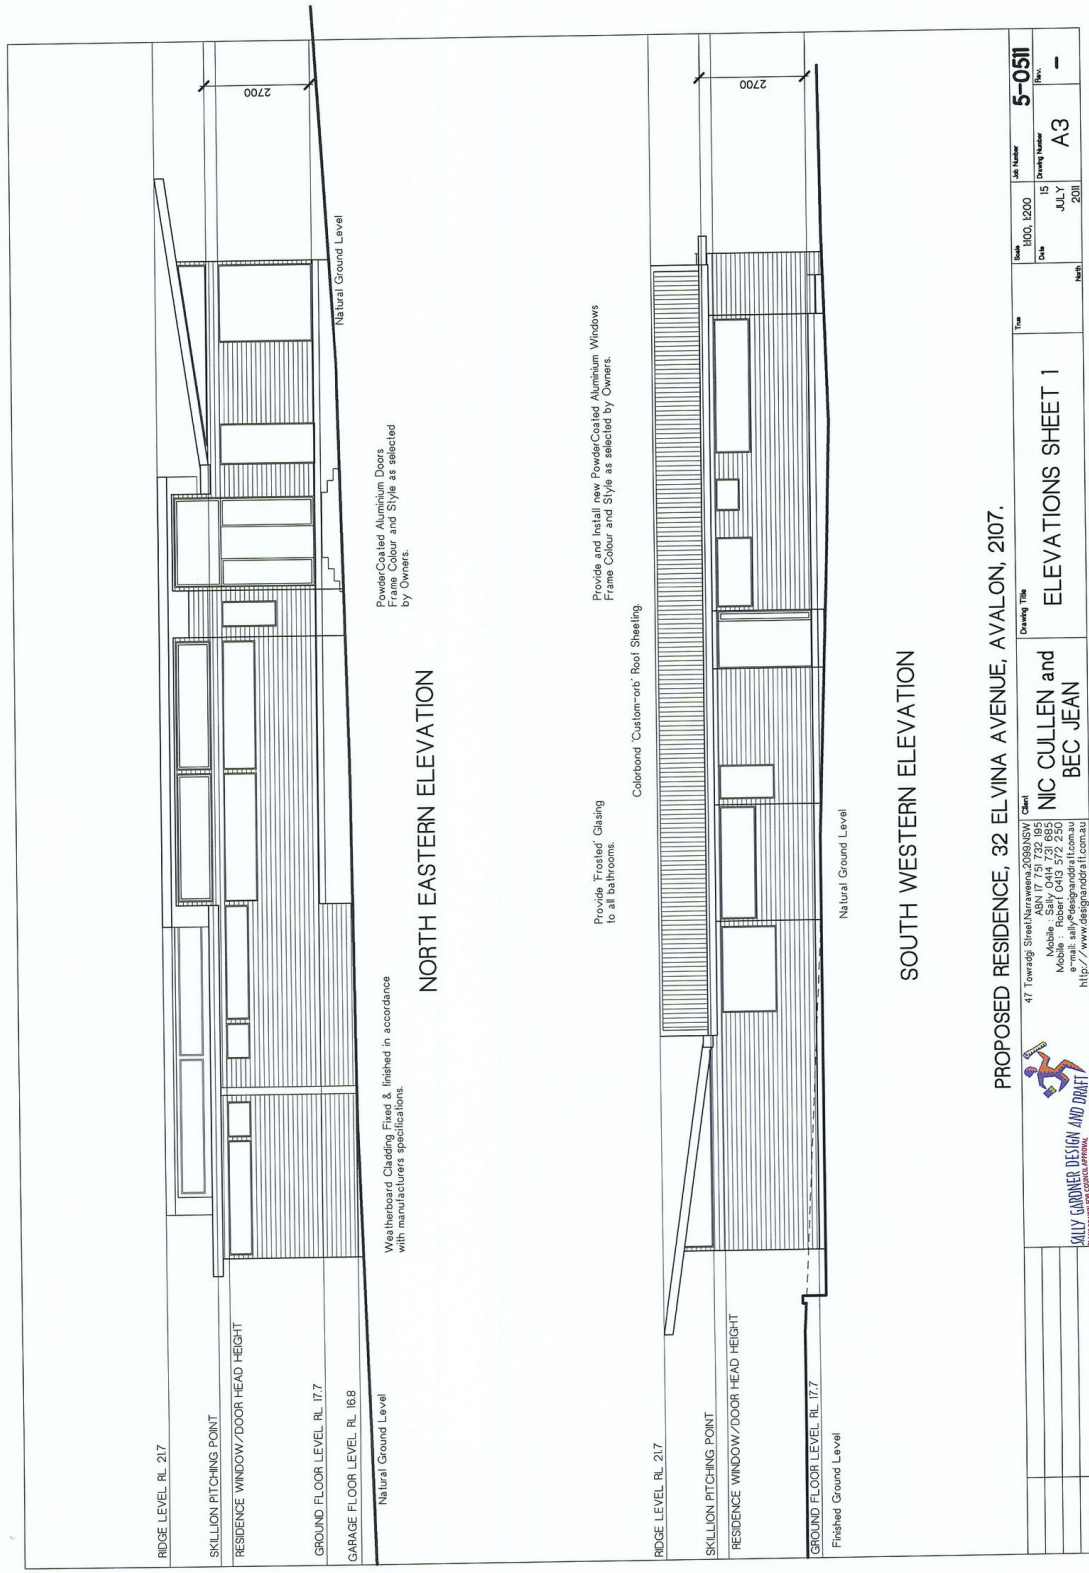 RIDGE LEVEL RL 21.7
SKILLION PITCHING POINT
RESIDENCE WINDOW/DOOR HEAD HEIGHT
GROUND FLOOR LEVEL RL 17.7
GARAGE FLOOR LEVEL RL 16.8
Natural Ground Level
2700
Natural Ground Level
Weatherboard Cladding Fixed & finished in accordance
with manufacturers specifications.
PowderCoated Aluminium Doors
Frame Colour and Style as selected
by Owners.
NORTH EASTERN ELEVATION
Provide 'Frosted' Glasing
to all bathrooms.
Provide and Install new PowderCoated Aluminium Windows
Frame Colour and Style as selected by Owners.
Colorbond 'Custom-orb' Roof Sheeting.
RIDGE LEVEL RL 21.7
SKILLION PITCHING POINT
RESIDENCE WINDOW/DOOR HEAD HEIGHT
GROUND FLOOR LEVEL RL 17.7
Finished Ground Level
2700
Natural Ground Level
SOUTH WESTERN ELEVATION
PROPOSED RESIDENCE, 32 ELVINA AVENUE, AVALON, 2107.
SALLY GARDNER DESIGN AND DRAFT
47 Towradgi Street,Narraweena,2099,NSW
ABN 17 751 732 195
Mobile : Sally 0414 731 685
Mobile : Robert 0413 572 250
e-mail: sally@designanddraft.com.au
http://www.designanddraft.com.au
Client
NIC CULLEN and
BEC JEAN
Drawing Title
ELEVATIONS SHEET 1
True
North
Scale
1:100, 1:200
Date
15
JULY
2011
Job Number
5-0511
Drawing Number
A3
Rev.
-